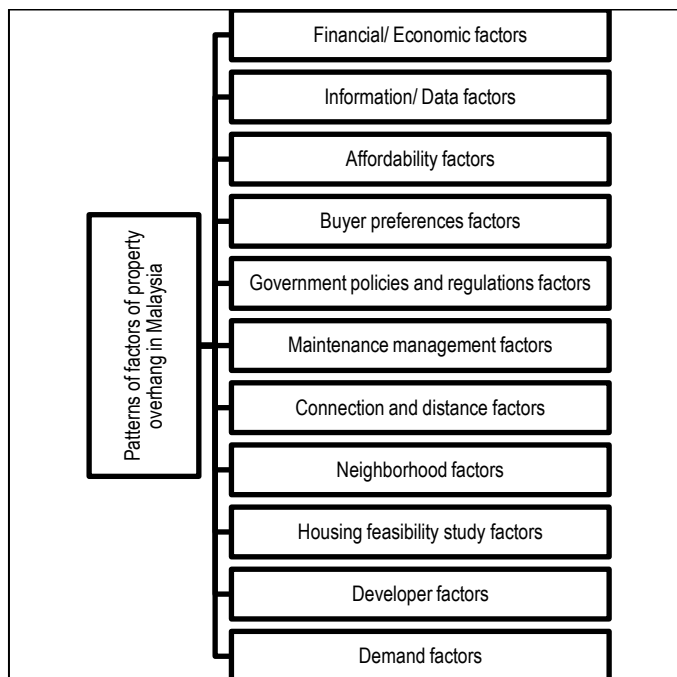 Patterns of factors of property
overhang in Malaysia
Financial/ Economic factors
Information/ Data factors
Affordability factors
Buyer preferences factors
Government policies and regulations factors
Maintenance management factors
Connection and distance factors
Neighborhood factors
Housing feasibility study factors
Developer factors
Demand factors